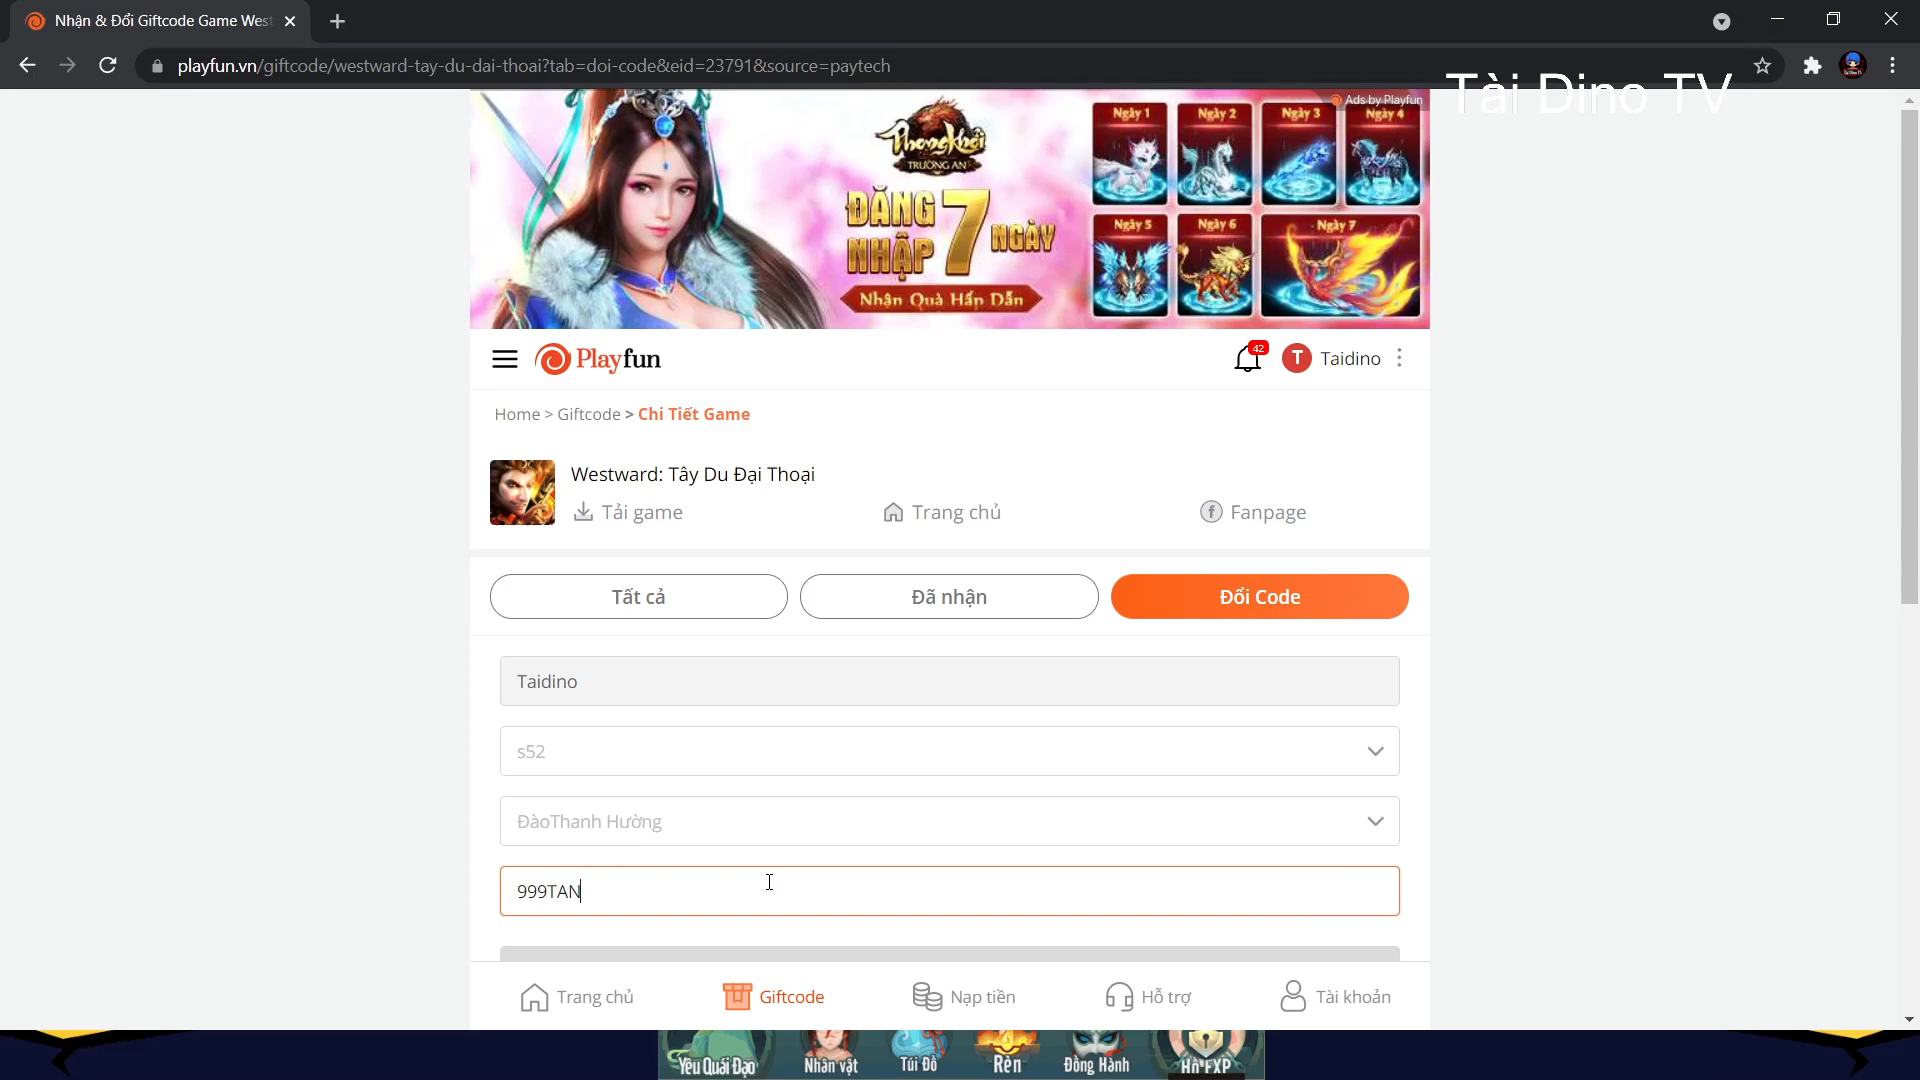 Nhận & Đổi Giftcode Game West
playfun.vn/giftcode/westward-tay-du-dai-thoai?tab=doi-code&eid=23791&source=paytech
Tài Dino TV
Ads by Playfun
Phong Khởi
TRƯỜNG AN
ĐĂNG NHẬP 7 NGÀY
Nhận Quà Hấp Dẫn
Ngày 1 Ngày 2 Ngày 3 Ngày 4
Ngày 5 Ngày 6 Ngày 7
Playfun
42
T Taidino
Home > Giftcode > Chi Tiết Game
Westward: Tây Du Đại Thoại
Tải game Trang chủ Fanpage
Tất cả Đã nhận Đổi Code
Taidino
s52
ĐàoThanh Hường
999TAN
Trang chủ Giftcode Nạp tiền Hỗ trợ Tài khoản
Yêu Quái Đạo Nhân vật Túi Đồ Rèn Đồng Hành Hồ EXP